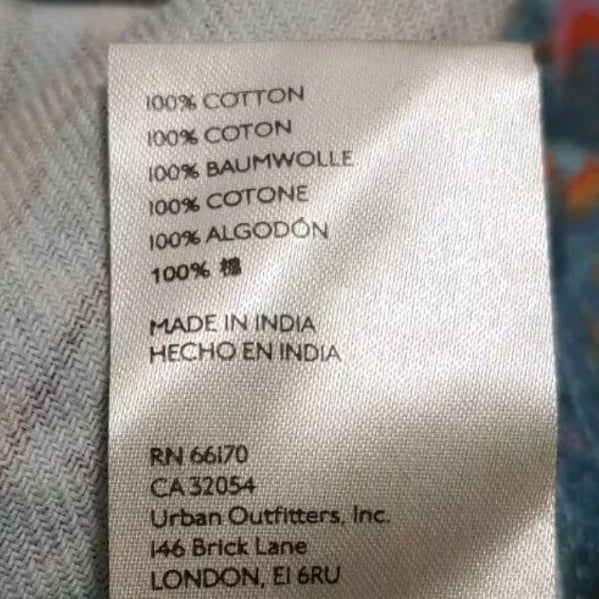 100% COTTON
100% COTON
100% BAUMWOLLE
100% COTONE
100% ALGODÓN
100% 棉
MADE IN INDIA
HECHO EN INDIA
RN 66170
CA 32054
Urban Outfitters, Inc.
146 Brick Lane
LONDON, E1 6RU